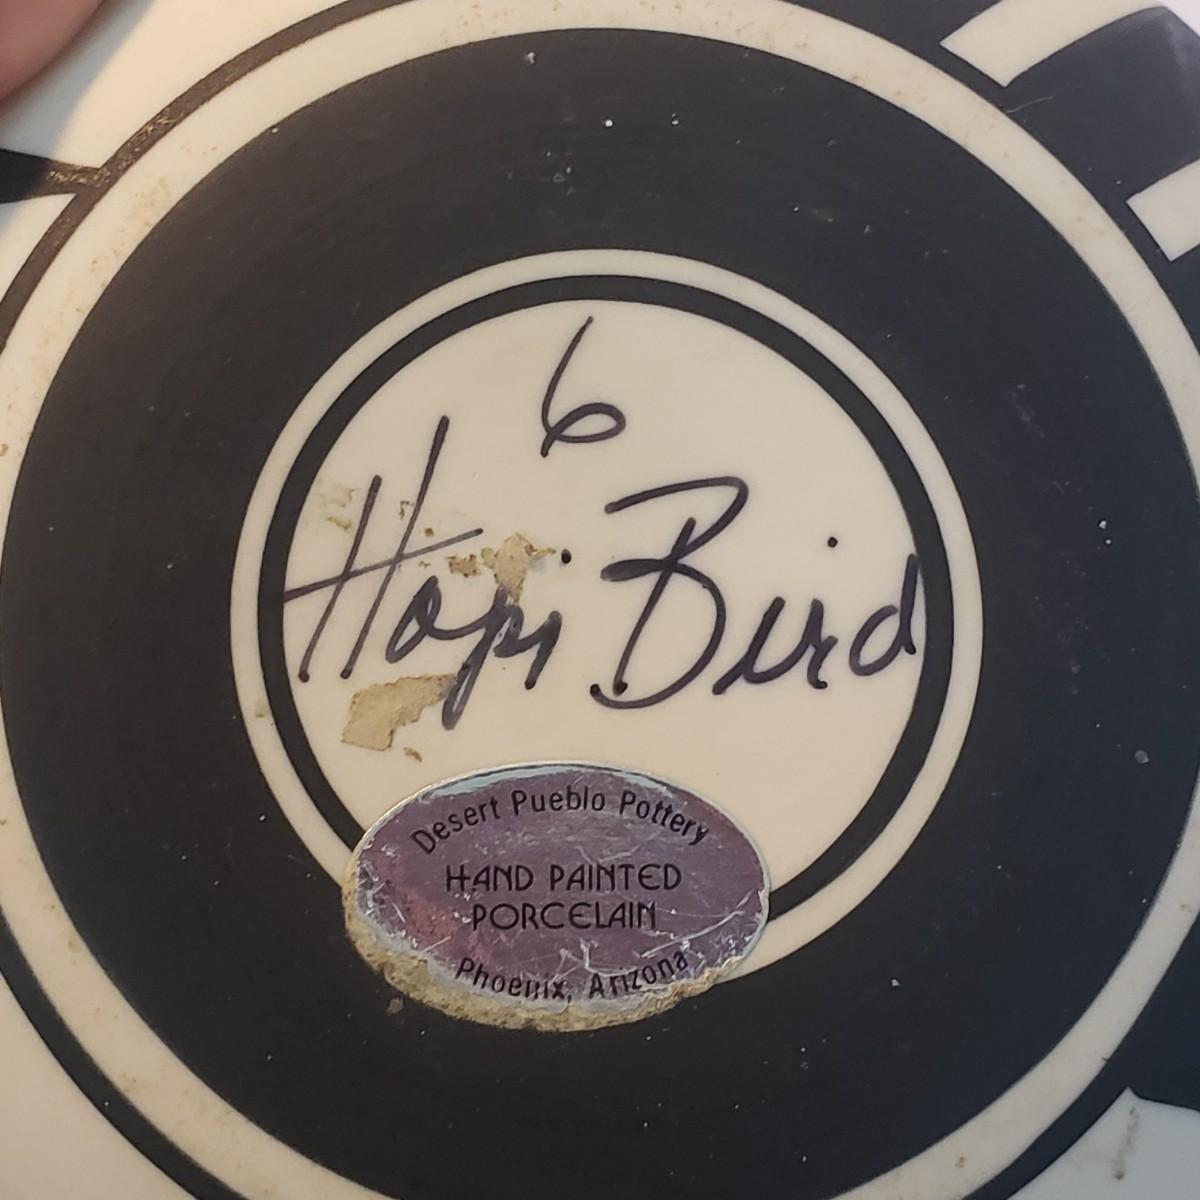 6
Hopi Bird
Desert Pueblo Pottery
HAND PAINTED
PORCELAIN
Phoenix, Arizona